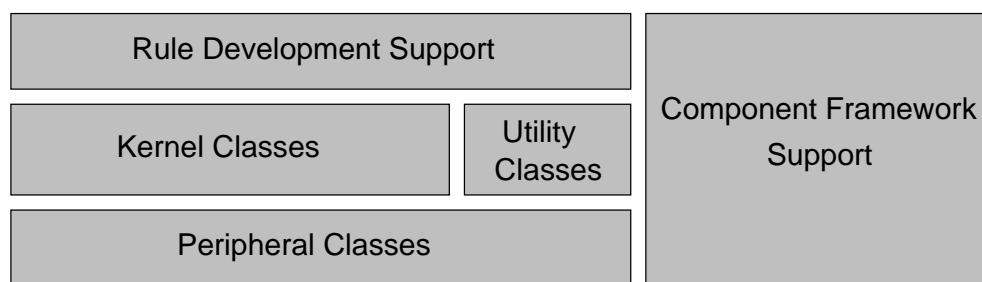 Rule Development Support
Kernel Classes
Utility
Classes
Peripheral Classes
Component Framework
Support